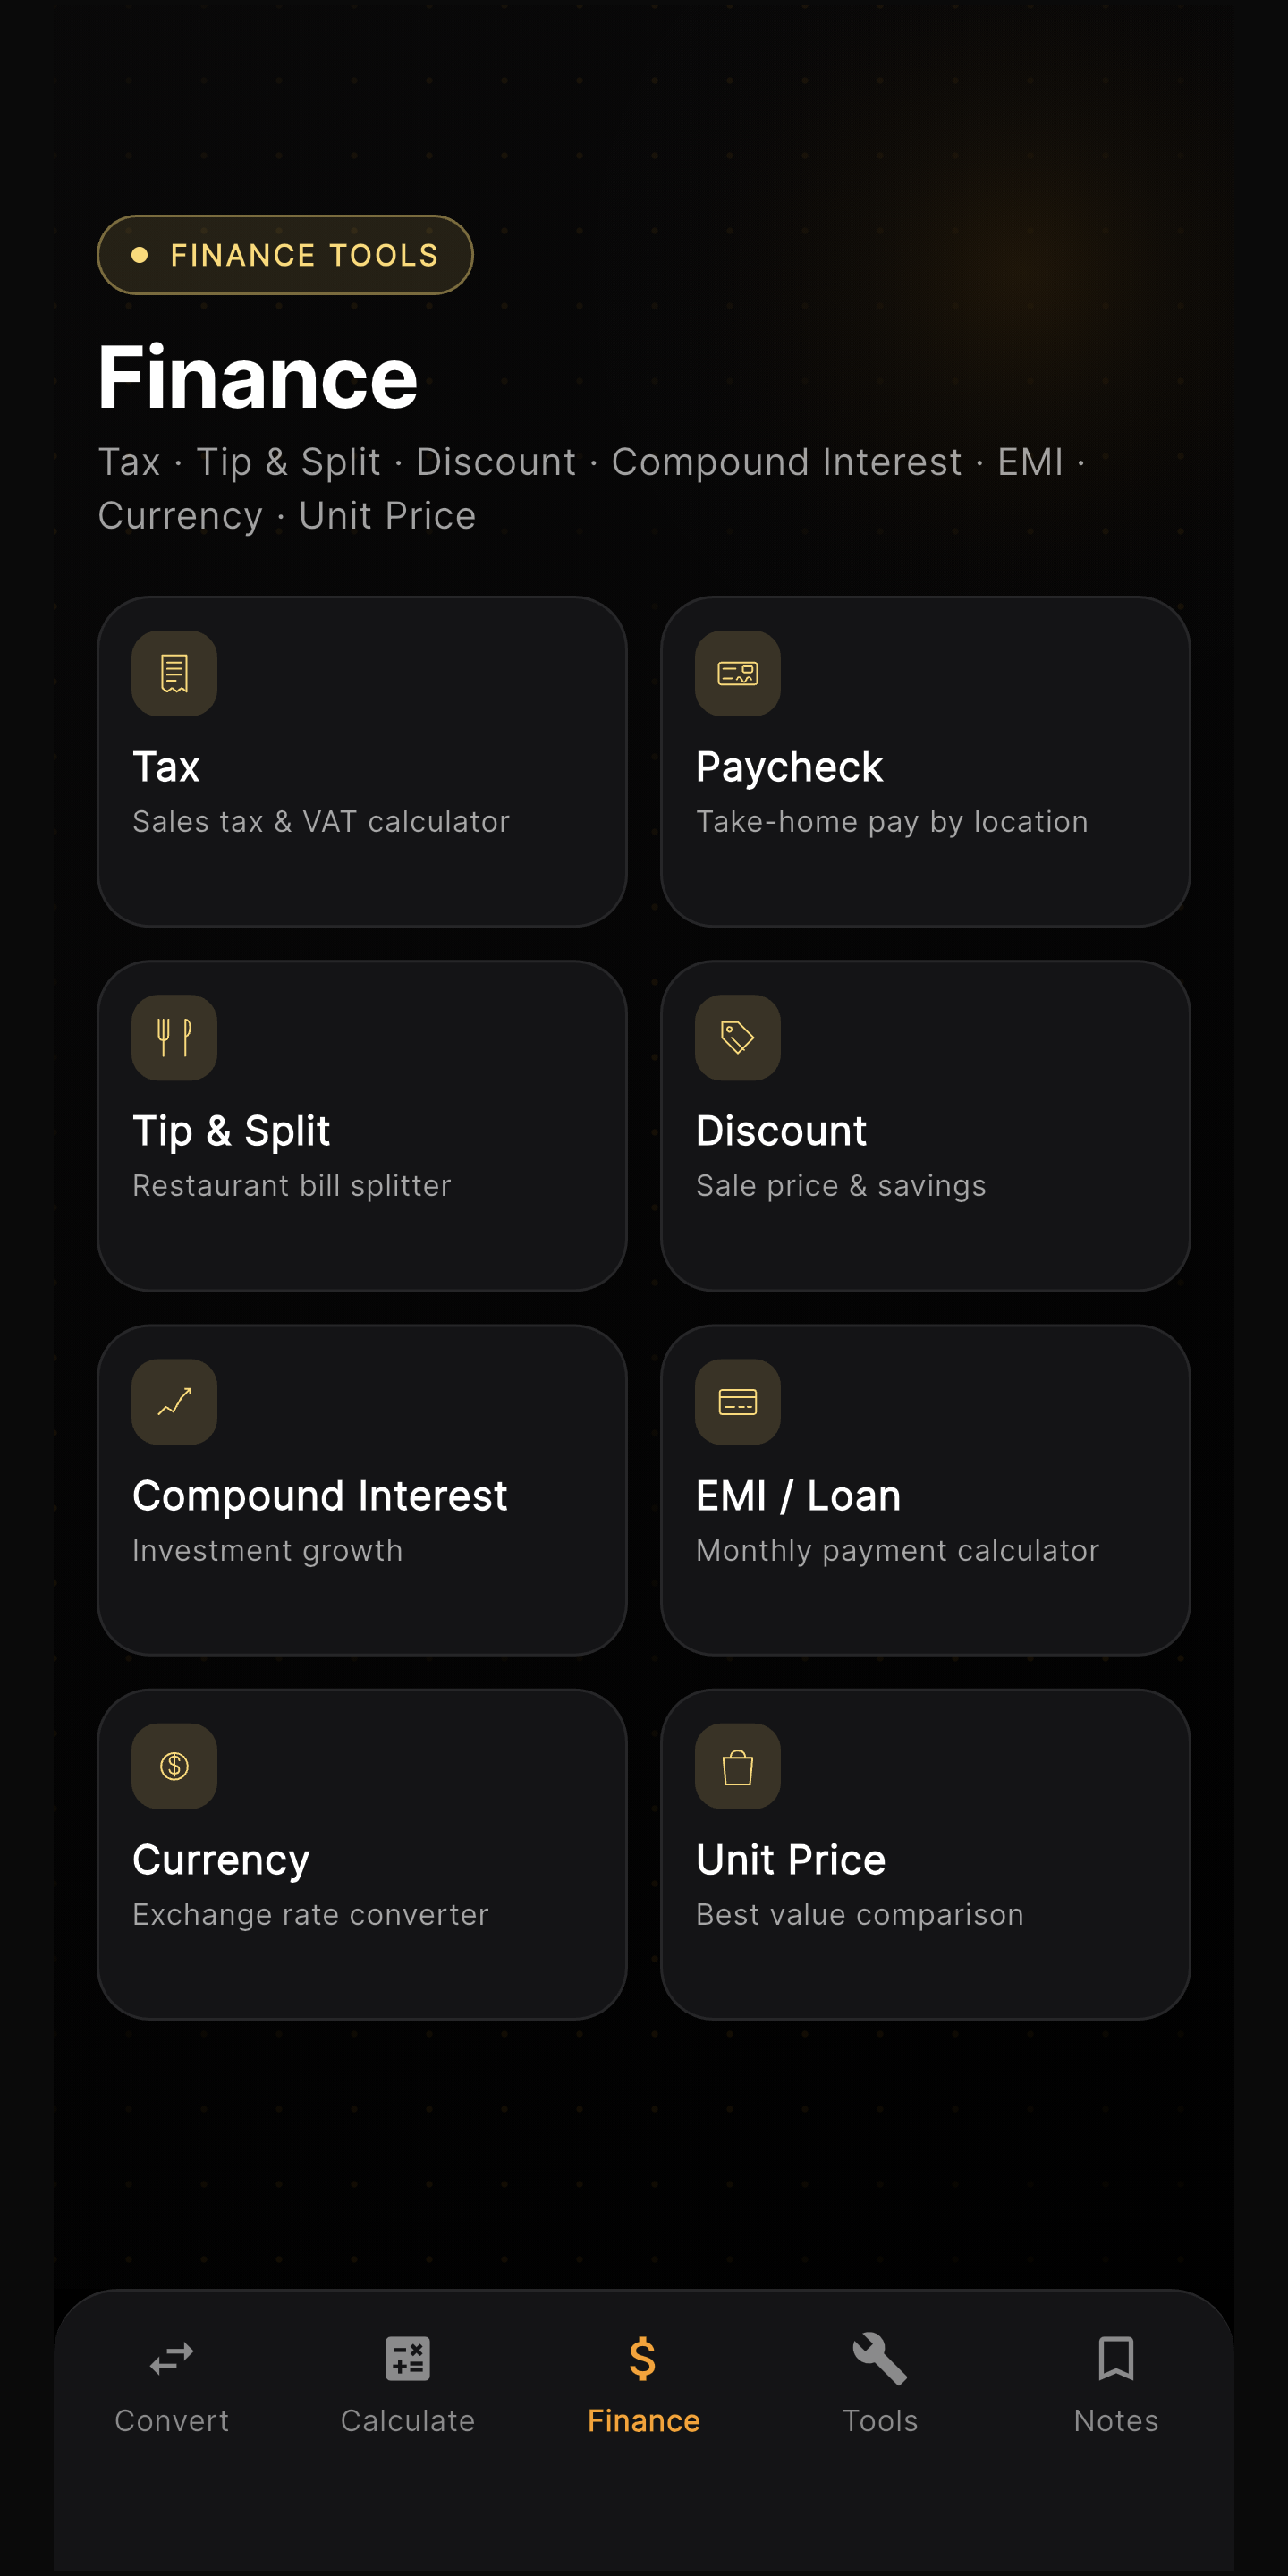 FINANCE TOOLS
Finance
Tax · Tip & Split · Discount · Compound Interest · EMI ·
Currency · Unit Price
Tax
Sales tax & VAT calculator
Paycheck
Take-home pay by location
Tip & Split
Restaurant bill splitter
Discount
Sale price & savings
Compound Interest
Investment growth
EMI / Loan
Monthly payment calculator
Currency
Exchange rate converter
Unit Price
Best value comparison
Convert
Calculate
Finance
Tools
Notes